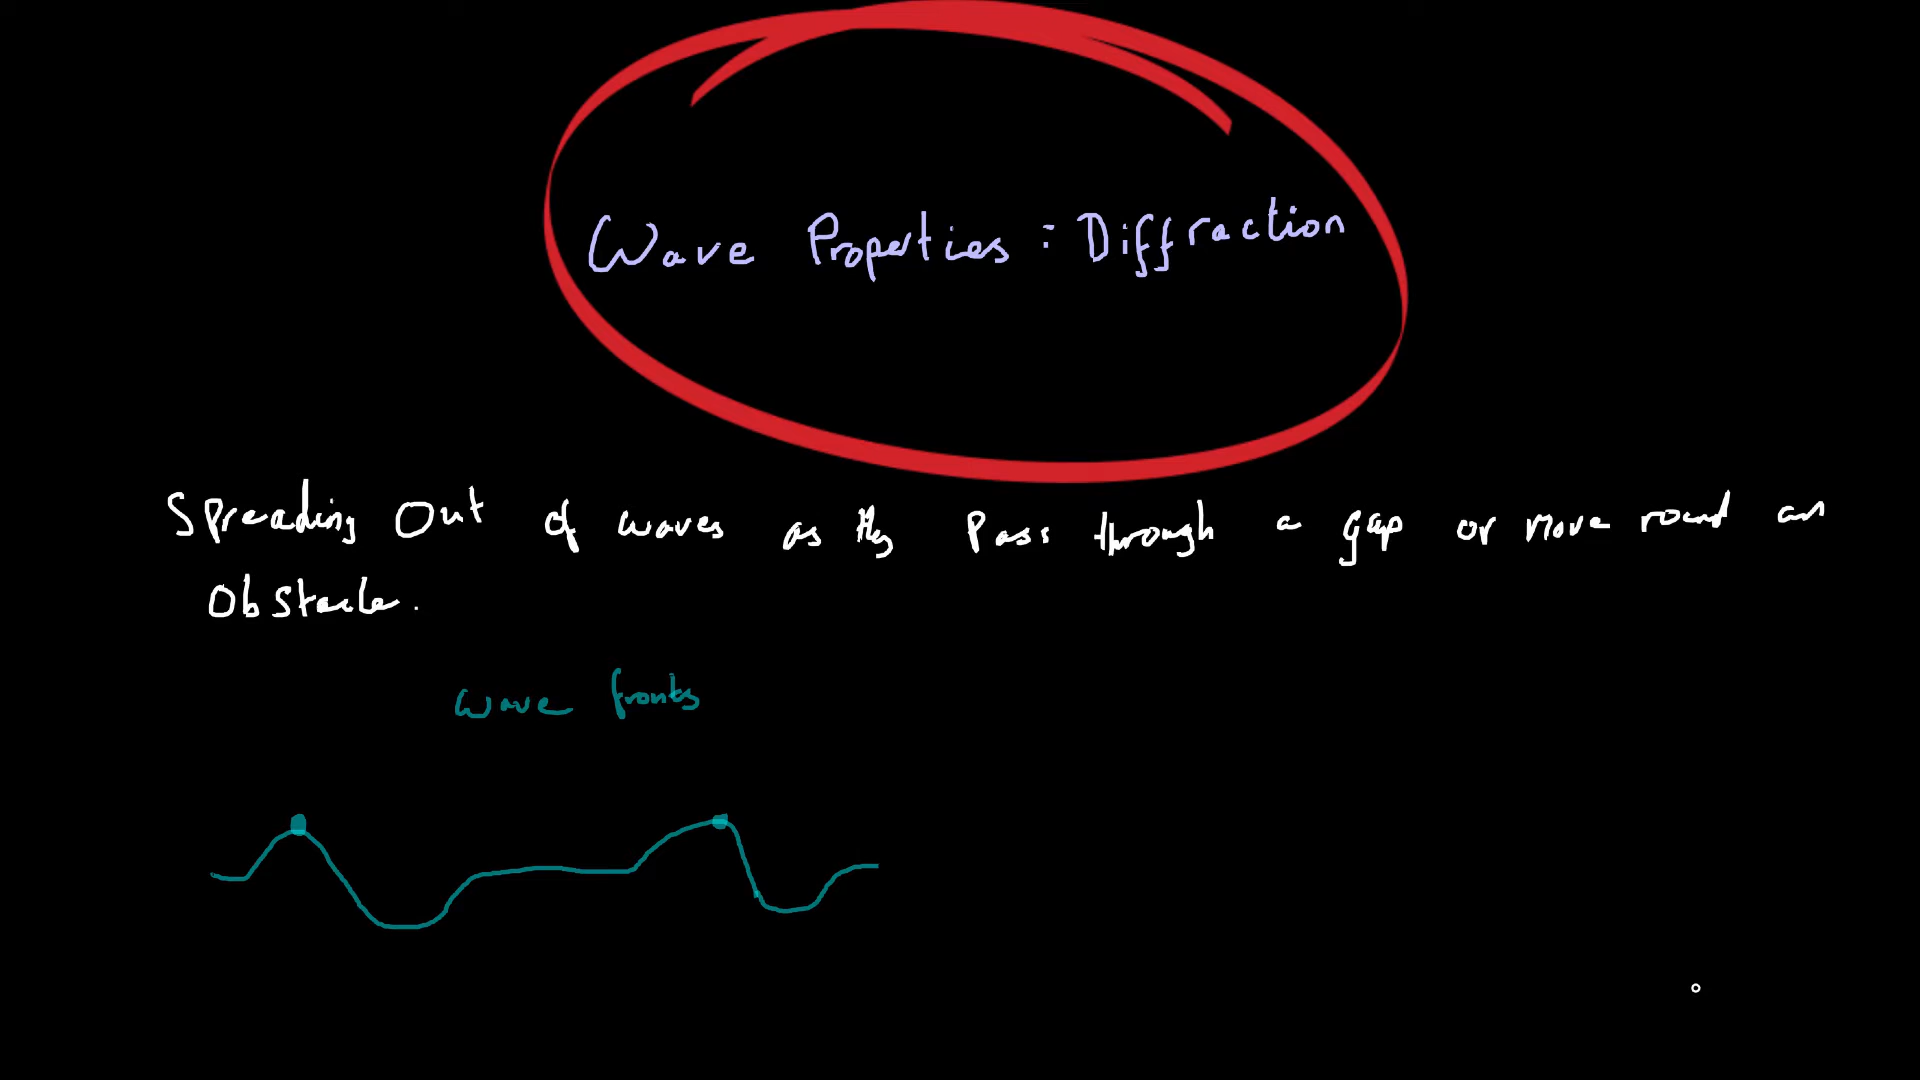 Wave Properties : Diffraction
Spreading Out of waves as they Pass through a gap or move round an
Obstacle.
wave fronts